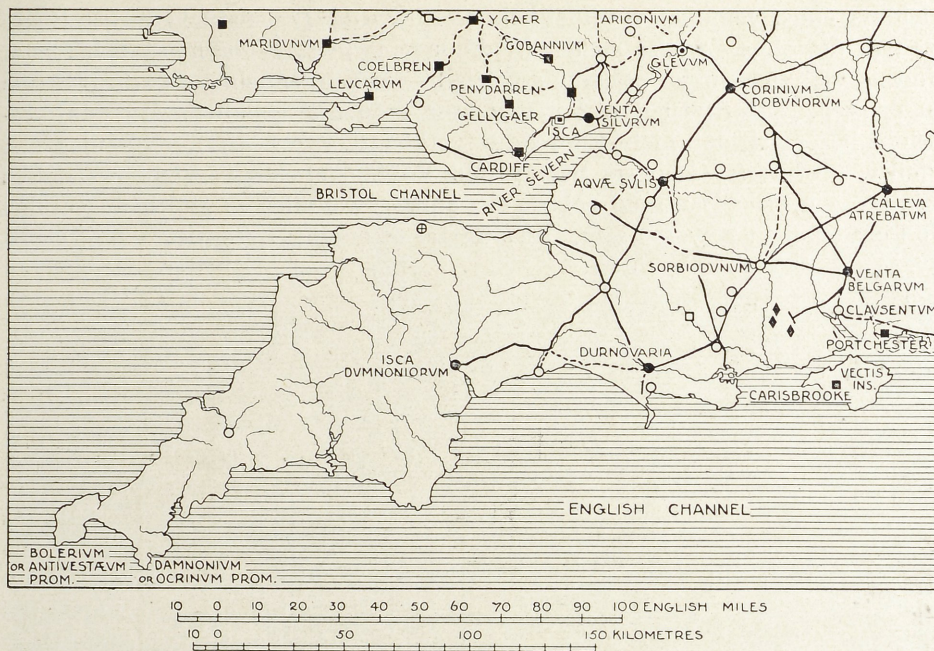 Y GAER
ARICONIVM
MARIDVNVM
GOBANNIVM
GLEVVM
COELBREN
LEVCARVM
PENYDARREN
CORINIVM
DOBVNORVM
GELLYGAER
VENTA
SILVRVM
ISCA
CARDIFF
RIVER SEVERN
BRISTOL CHANNEL
AQVÆ SVLIS
CALLEVA
ATREBATVM
SORBIODVNVM
VENTA
BELGARVM
CLAVSENTVM
PORTCHESTER
DURNOVARIA
ISCA
DVMNONIORVM
VECTIS
INS.
CARISBROOKE
ENGLISH CHANNEL
BOLERIVM
OR ANTIVESTÆVM
PROM.
DAMNONIVM
OR OCRINVM PROM.
10 0 10 20 30 40 50 60 70 80 90 100 ENGLISH MILES
10 0 50 100 150 KILOMETRES